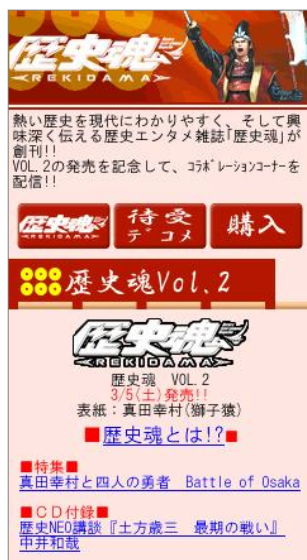 歴史魂
REKIDAMA
熱い歴史を現代にわかりやすく、そして興
味深く伝える歴史エンタメ雑誌｢歴史魂｣が
創刊!!
VOL.2の発売を記念して、ｺﾗﾎﾞﾚｰｼｮﾝｺｰﾅｰを
配信!!
歴史魂
REKIDAMA
待受
デコメ
購入
歴史魂Vol.2
歴史魂
REKIDAMA
歴史魂 VOL.2
3/5(土)発売!!
表紙：真田幸村(獅子猿)
■歴史魂とは!?■
■特集■
真田幸村と四人の勇者 Battle of Osaka
■ＣＤ付録■
歴史NEO講談『土方歳三 最期の戦い』
中井和哉